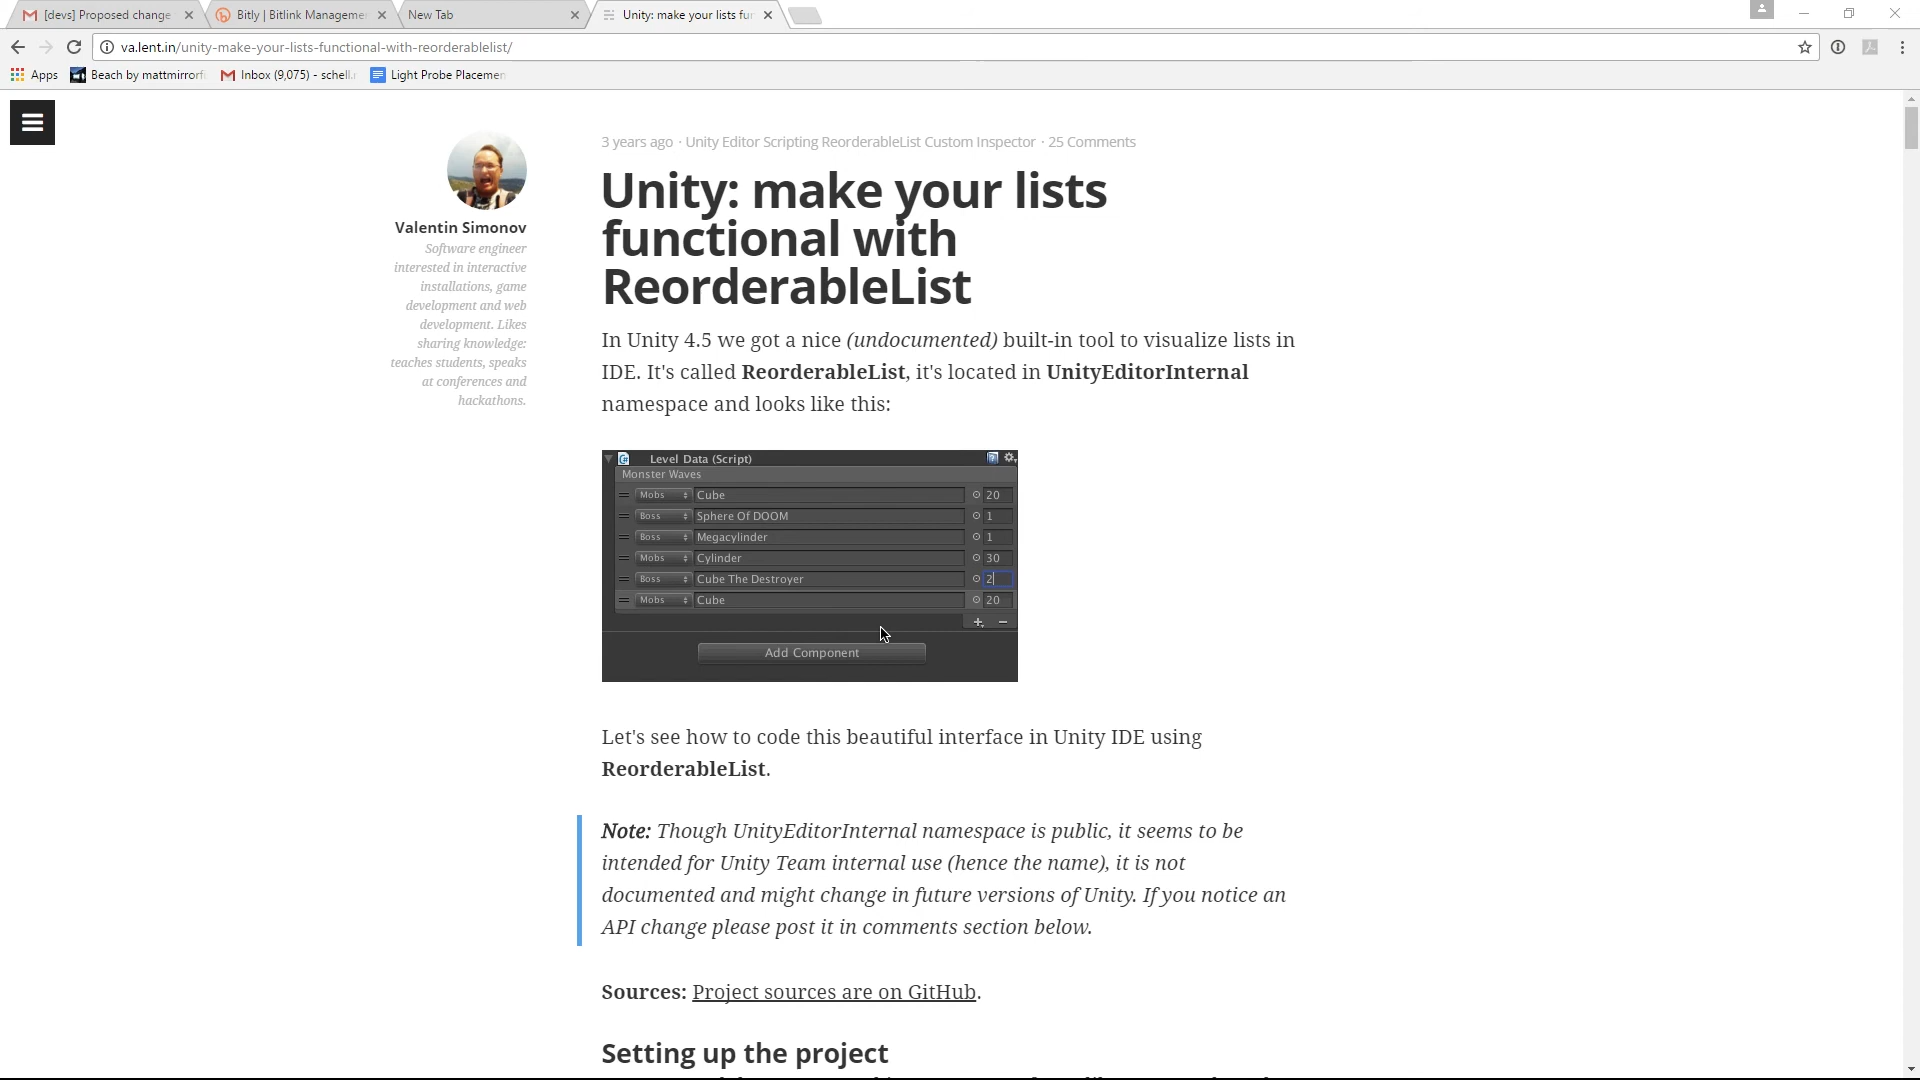 [devs] Proposed change
Bitly | Bitlink Managemer
New Tab
Unity: make your lists fur
va.lent.in/unity-make-your-lists-functional-with-reorderablelist/
Apps
Beach by mattmirrorfi
Inbox (9,075) - schell.
Light Probe Placemen
3 years ago · Unity Editor Scripting ReorderableList Custom Inspector · 25 Comments
Unity: make your lists
functional with
ReorderableList
Valentin Simonov
Software engineer
interested in interactive
installations, game
development and web
development. Likes
sharing knowledge:
teaches students, speaks
at conferences and
hackathons.
In Unity 4.5 we got a nice (undocumented) built-in tool to visualize lists in
IDE. It's called ReorderableList, it's located in UnityEditorInternal
namespace and looks like this:
Level Data (Script)
Monster Waves
Mobs Cube 20
Boss Sphere Of DOOM 1
Boss Megacylinder 1
Mobs Cylinder 30
Boss Cube The Destroyer 2
Mobs Cube 20
Add Component
Let's see how to code this beautiful interface in Unity IDE using
ReorderableList.
Note: Though UnityEditorInternal namespace is public, it seems to be
intended for Unity Team internal use (hence the name), it is not
documented and might change in future versions of Unity. If you notice an
API change please post it in comments section below.
Sources: Project sources are on GitHub.
Setting up the project